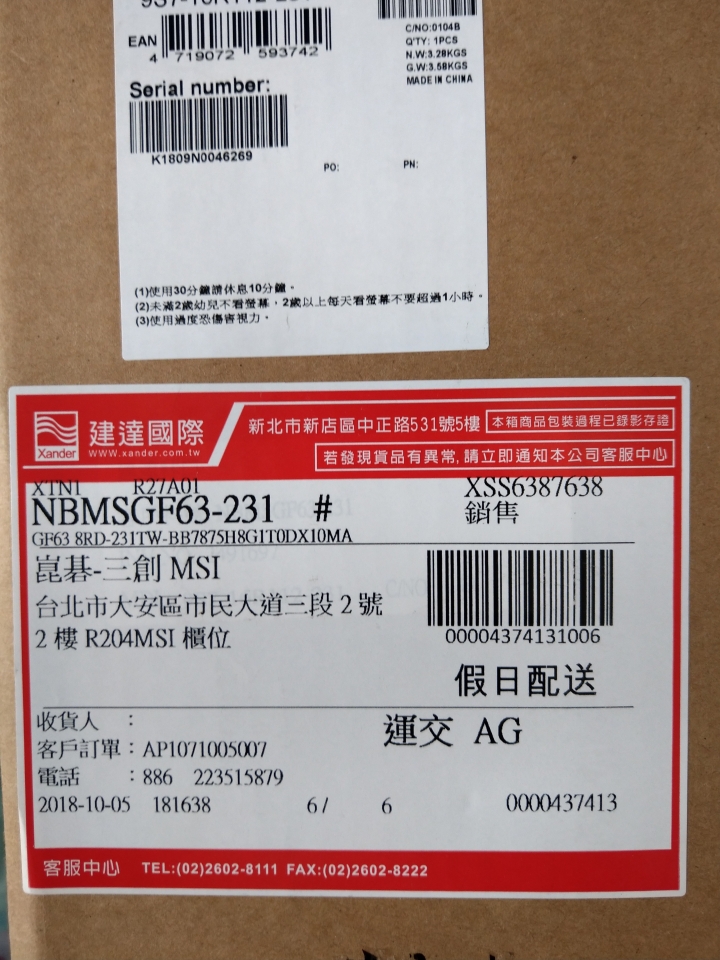 EAN
4 719072 593742
C/NO:0104B
Q'TY: 1PCS
N.W:3.28KGS
G.W:3.58KGS
MADE IN CHINA
Serial number:
K1809N0046269
PO: PN:
(1)使用30分鐘請休息10分鐘。
(2)未滿2歲幼兒不看螢幕，2歲以上每天看螢幕不要超過1小時。
(3)使用過度恐傷害視力。
Xander
建達國際
www.xander.com.tw
新北市新店區中正路531號5樓 本箱商品包裝過程已錄影存證
若發現貨品有異常,請立即通知本公司客服中心
XTN1 R27A01 XSS6387638
NBMSGF63-231 # 銷售
GF63 8RD-231TW-BB7875H8G1T0DX10MA
崑碁-三創 MSI
台北市大安區市民大道三段 2 號
2 樓 R204MSI 櫃位
00004374131006
假日配送
收貨人 ：
運交 AG
客戶訂單：AP1071005007
電話 ：886 223515879
2018-10-05 181638 6/ 6 0000437413
客服中心 TEL:(02)2602-8111 FAX:(02)2602-8222